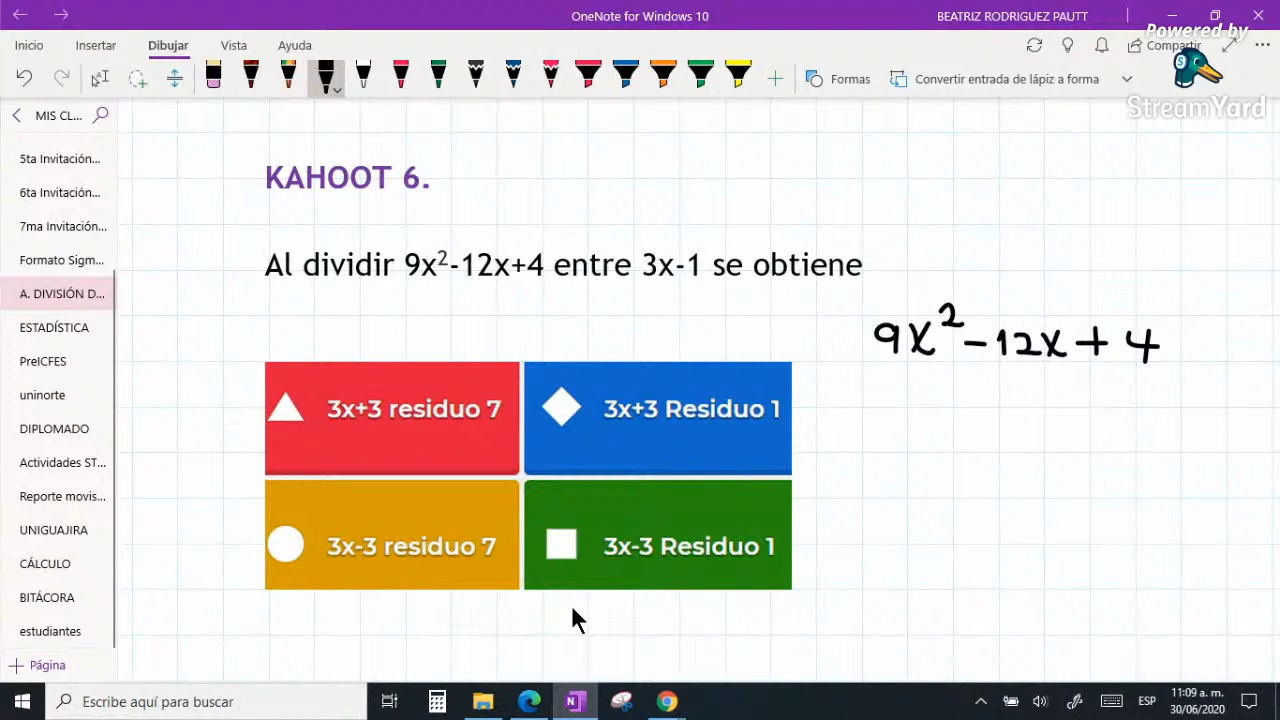 OneNote for Windows 10
BEATRIZ RODRIGUEZ PAUTT
Powered by
StreamYard
Inicio
Insertar
Dibujar
Vista
Ayuda
Compartir
Formas
Convertir entrada de lápiz a forma
MIS CL...
5ta Invitación...
6ta Invitación...
7ma Invitación...
Formato Sigm...
A. DIVISIÓN D...
ESTADÍSTICA
PreICFES
uninorte
DIPLOMADO
Actividades ST...
Reporte movis...
UNIGUAJIRA
CÁLCULO
BITÁCORA
estudiantes
Página
KAHOOT 6.
Al dividir 9x²-12x+4 entre 3x-1 se obtiene
9x²-12x+4
3x+3 residuo 7
3x+3 Residuo 1
3x-3 residuo 7
3x-3 Residuo 1
Escribe aquí para buscar
ESP
11:09 a. m.
30/06/2020